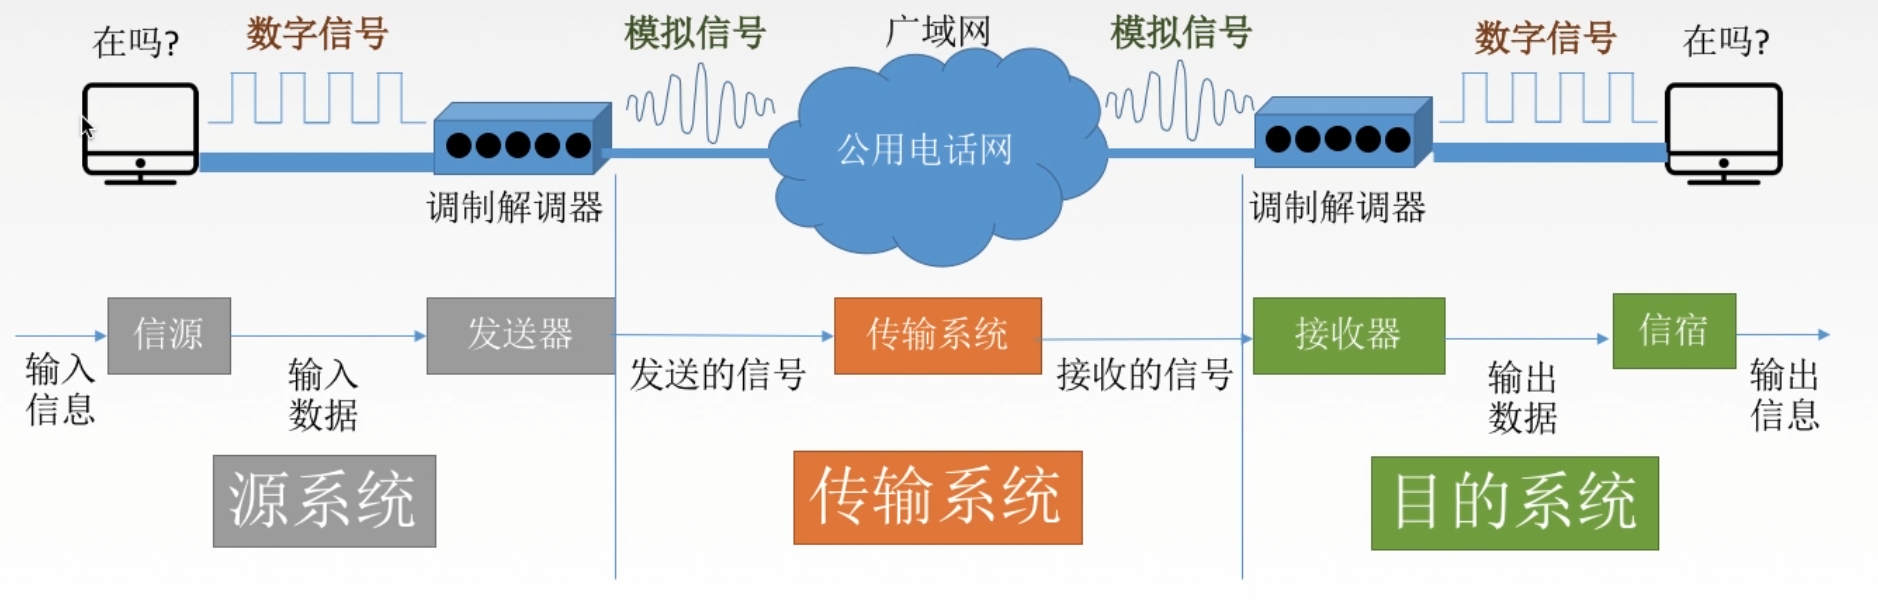 在吗?
数字信号
模拟信号
广域网
模拟信号
数字信号
在吗?
公用电话网
调制解调器
调制解调器
信源
发送器
传输系统
接收器
信宿
输入
信息
输入
数据
发送的信号
接收的信号
输出
数据
输出
信息
源系统
传输系统
目的系统